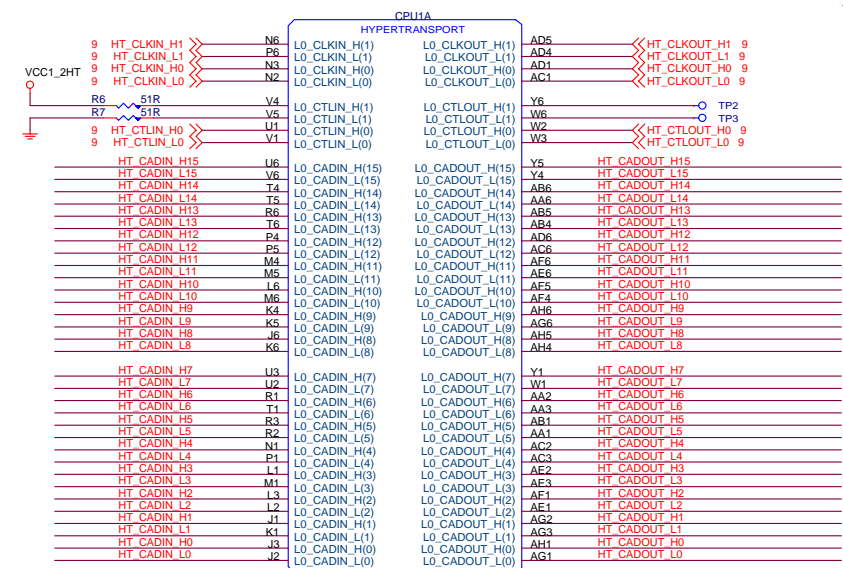 CPU1A
HYPERTRANSPORT
9 HT_CLKIN_H1 N6 L0_CLKIN_H(1) L0_CLKOUT_H(1) AD5 HT_CLKOUT_H1 9
9 HT_CLKIN_L1 P6 L0_CLKIN_L(1) L0_CLKOUT_L(1) AD4 HT_CLKOUT_L1 9
9 HT_CLKIN_H0 N3 L0_CLKIN_H(0) L0_CLKOUT_H(0) AD1 HT_CLKOUT_H0 9
VCC1_2HT 9 HT_CLKIN_L0 N2 L0_CLKIN_L(0) L0_CLKOUT_L(0) AC1 HT_CLKOUT_L0 9
R6 51R V4 L0_CTLIN_H(1) L0_CTLOUT_H(1) Y6 TP2
R7 51R V5 L0_CTLIN_L(1) L0_CTLOUT_L(1) W6 TP3
9 HT_CTLIN_H0 U1 L0_CTLIN_H(0) L0_CTLOUT_H(0) W2 HT_CTLOUT_H0 9
9 HT_CTLIN_L0 V1 L0_CTLIN_L(0) L0_CTLOUT_L(0) W3 HT_CTLOUT_L0 9
HT_CADIN_H15 U6 L0_CADIN_H(15) L0_CADOUT_H(15) Y5 HT_CADOUT_H15
HT_CADIN_L15 V6 L0_CADIN_L(15) L0_CADOUT_L(15) Y4 HT_CADOUT_L15
HT_CADIN_H14 T4 L0_CADIN_H(14) L0_CADOUT_H(14) AB6 HT_CADOUT_H14
HT_CADIN_L14 T5 L0_CADIN_L(14) L0_CADOUT_L(14) AA6 HT_CADOUT_L14
HT_CADIN_H13 R6 L0_CADIN_H(13) L0_CADOUT_H(13) AB5 HT_CADOUT_H13
HT_CADIN_L13 T6 L0_CADIN_L(13) L0_CADOUT_L(13) AB4 HT_CADOUT_L13
HT_CADIN_H12 P4 L0_CADIN_H(12) L0_CADOUT_H(12) AD6 HT_CADOUT_H12
HT_CADIN_L12 P5 L0_CADIN_L(12) L0_CADOUT_L(12) AC6 HT_CADOUT_L12
HT_CADIN_H11 M4 L0_CADIN_H(11) L0_CADOUT_H(11) AF6 HT_CADOUT_H11
HT_CADIN_L11 M5 L0_CADIN_L(11) L0_CADOUT_L(11) AE6 HT_CADOUT_L11
HT_CADIN_H10 L6 L0_CADIN_H(10) L0_CADOUT_H(10) AF5 HT_CADOUT_H10
HT_CADIN_L10 M6 L0_CADIN_L(10) L0_CADOUT_L(10) AF4 HT_CADOUT_L10
HT_CADIN_H9 K4 L0_CADIN_H(9) L0_CADOUT_H(9) AH6 HT_CADOUT_H9
HT_CADIN_L9 K5 L0_CADIN_L(9) L0_CADOUT_L(9) AG6 HT_CADOUT_L9
HT_CADIN_H8 J6 L0_CADIN_H(8) L0_CADOUT_H(8) AH5 HT_CADOUT_H8
HT_CADIN_L8 K6 L0_CADIN_L(8) L0_CADOUT_L(8) AH4 HT_CADOUT_L8
HT_CADIN_H7 U3 L0_CADIN_H(7) L0_CADOUT_H(7) Y1 HT_CADOUT_H7
HT_CADIN_L7 U2 L0_CADIN_L(7) L0_CADOUT_L(7) W1 HT_CADOUT_L7
HT_CADIN_H6 R1 L0_CADIN_H(6) L0_CADOUT_H(6) AA2 HT_CADOUT_H6
HT_CADIN_L6 T1 L0_CADIN_L(6) L0_CADOUT_L(6) AA3 HT_CADOUT_L6
HT_CADIN_H5 R3 L0_CADIN_H(5) L0_CADOUT_H(5) AB1 HT_CADOUT_H5
HT_CADIN_L5 R2 L0_CADIN_L(5) L0_CADOUT_L(5) AA1 HT_CADOUT_L5
HT_CADIN_H4 N1 L0_CADIN_H(4) L0_CADOUT_H(4) AC2 HT_CADOUT_H4
HT_CADIN_L4 P1 L0_CADIN_L(4) L0_CADOUT_L(4) AC3 HT_CADOUT_L4
HT_CADIN_H3 L1 L0_CADIN_H(3) L0_CADOUT_H(3) AE2 HT_CADOUT_H3
HT_CADIN_L3 M1 L0_CADIN_L(3) L0_CADOUT_L(3) AF3 HT_CADOUT_L3
HT_CADIN_H2 L3 L0_CADIN_H(2) L0_CADOUT_H(2) AF1 HT_CADOUT_H2
HT_CADIN_L2 L2 L0_CADIN_L(2) L0_CADOUT_L(2) AE1 HT_CADOUT_L2
HT_CADIN_H1 J1 L0_CADIN_H(1) L0_CADOUT_H(1) AG2 HT_CADOUT_H1
HT_CADIN_L1 K1 L0_CADIN_L(1) L0_CADOUT_L(1) AG3 HT_CADOUT_L1
HT_CADIN_H0 J3 L0_CADIN_H(0) L0_CADOUT_H(0) AH1 HT_CADOUT_H0
HT_CADIN_L0 J2 L0_CADIN_L(0) L0_CADOUT_L(0) AG1 HT_CADOUT_L0